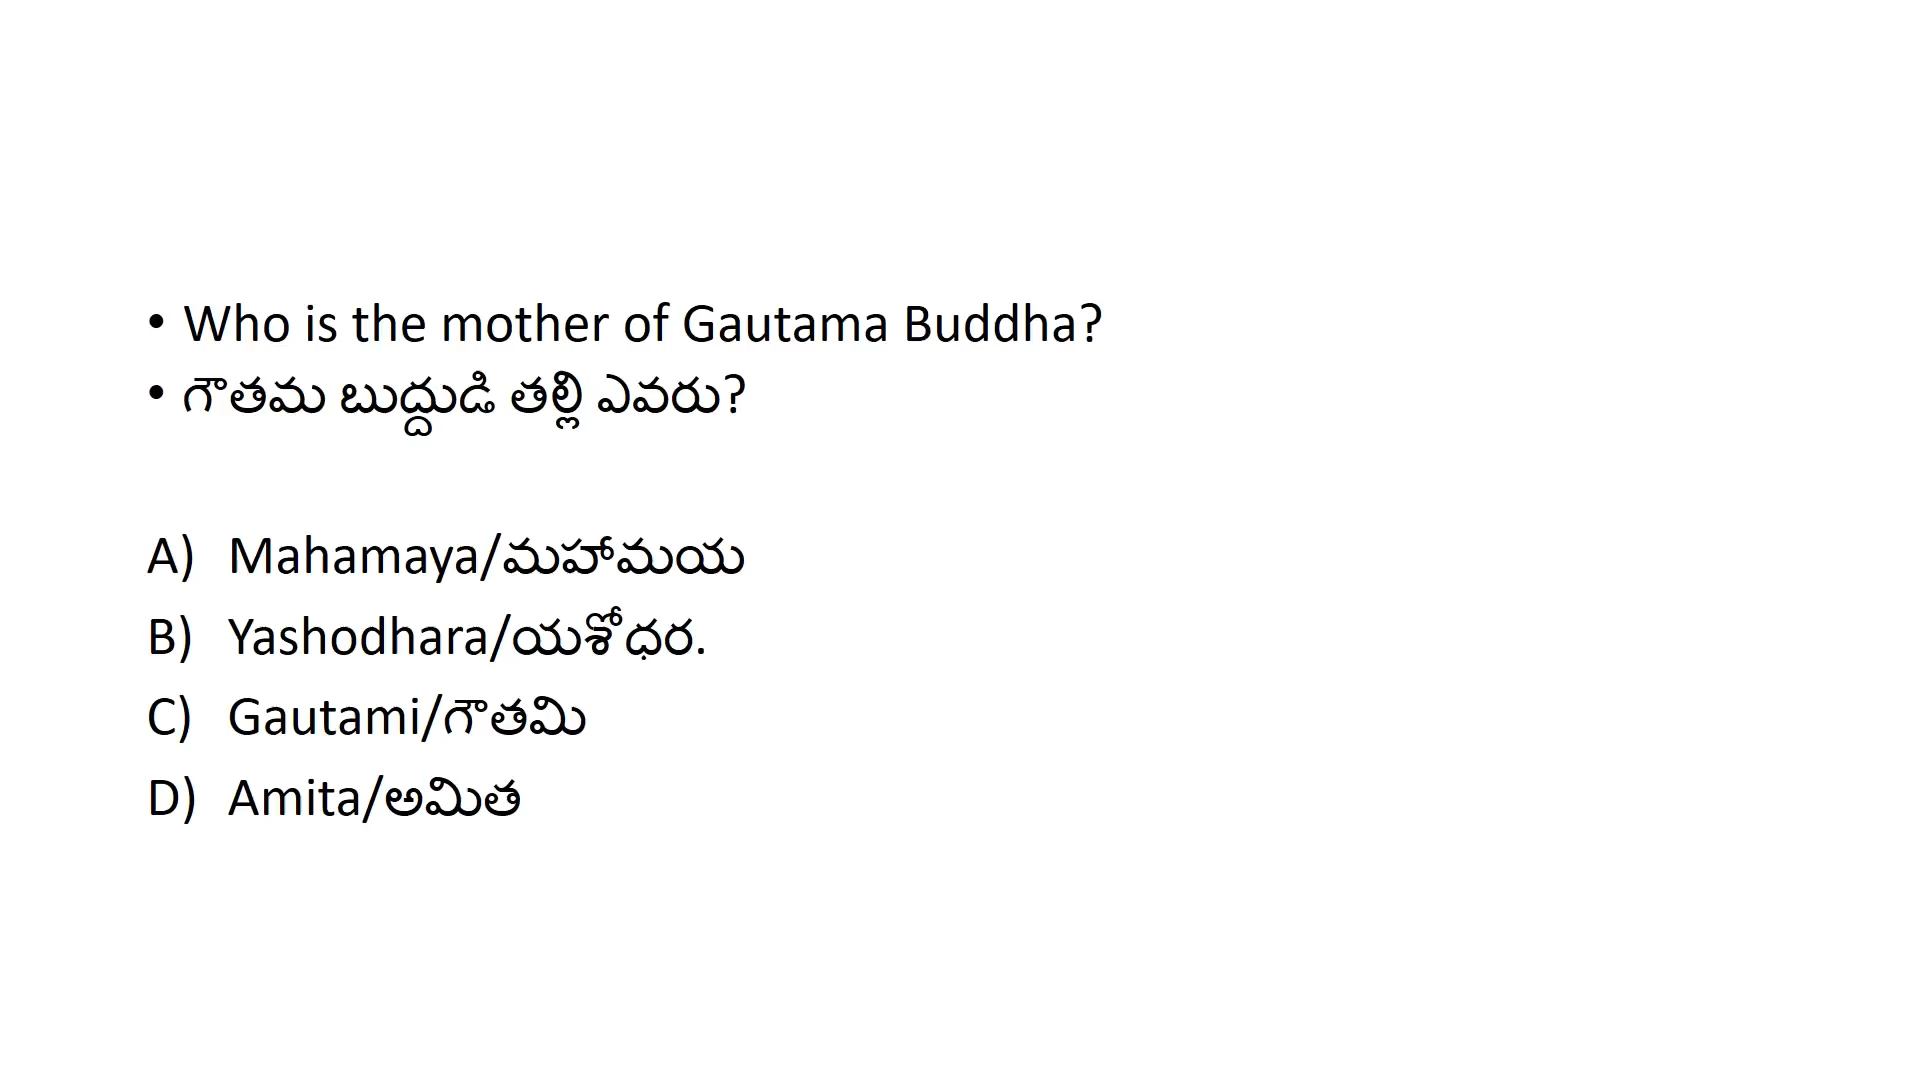 • Who is the mother of Gautama Buddha?
• గౌతమ బుద్దుడి తల్లి ఎవరు?
A) Mahamaya/మహామయ
B) Yashodhara/యశోధర.
C) Gautami/గౌతమి
D) Amita/అమిత